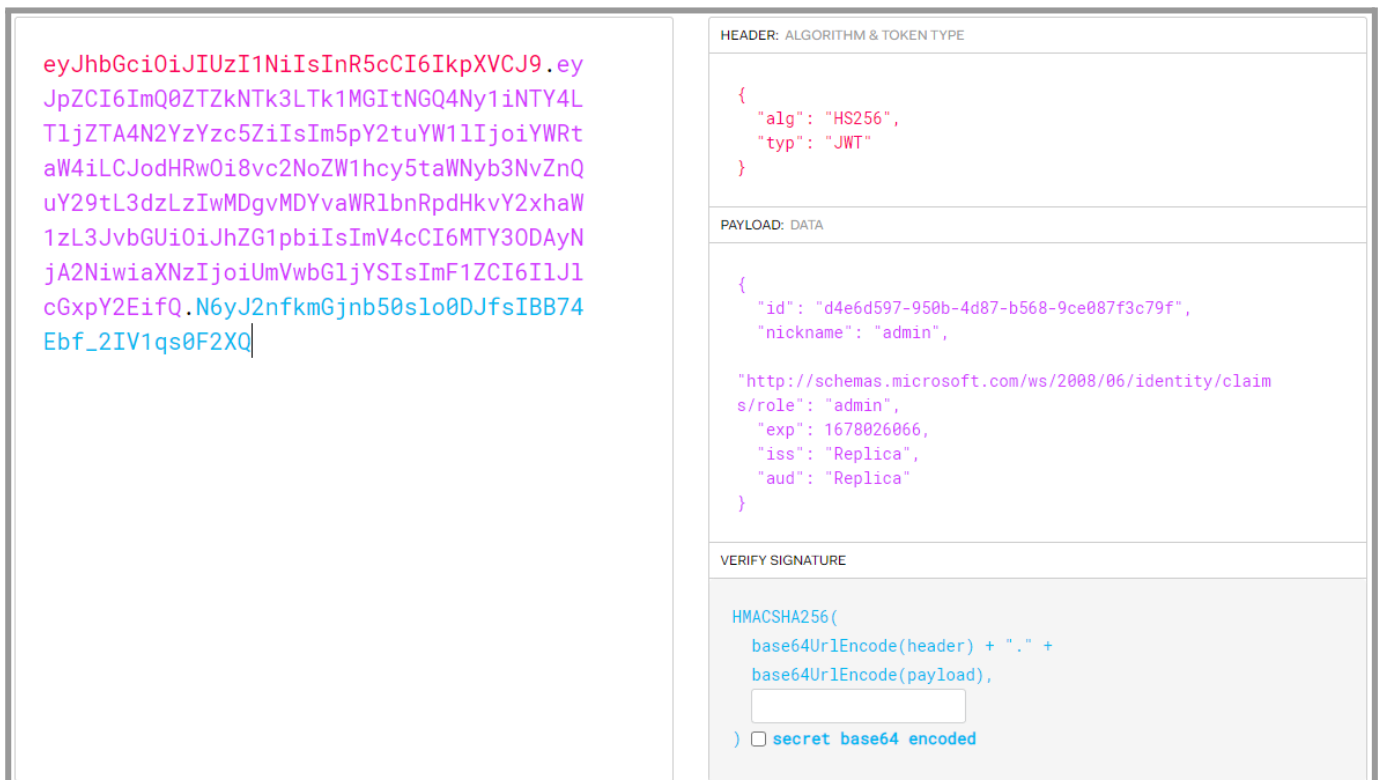 eyJhbGciOiJIUzI1NiIsInR5cCI6IkpXVCJ9.ey
JpZCI6ImQ0ZTZkNTk3LTk1MGItNGQ4Ny1iNTY4L
TljZTA4N2YzYzc5ZiIsIm5pY2tuYW1lIjoiYWRt
aW4iLCJodHRwOi8vc2NoZW1hcy5taWNyb3NvZnQ
uY29tL3dzLzIwMDgvMDYvaWRlbnRpdHkvY2xhaW
1zL3JvbGUiOiJhZG1pbiIsImV4cCI6MTY3ODAyN
jA2NiwiaXNzIjoiUmVwbGljYSIsImF1ZCI6IlJl
cGxpY2EifQ.N6yJ2nfkmGjnb50slo0DJfsIBB74
Ebf_2IV1qs0F2XQ
HEADER: ALGORITHM & TOKEN TYPE
{
"alg": "HS256",
"typ": "JWT"
}
PAYLOAD: DATA
{
"id": "d4e6d597-950b-4d87-b568-9ce087f3c79f",
"nickname": "admin",
"http://schemas.microsoft.com/ws/2008/06/identity/claim
s/role": "admin",
"exp": 1678026066,
"iss": "Replica",
"aud": "Replica"
}
VERIFY SIGNATURE
HMACSHA256(
base64UrlEncode(header) + "." +
base64UrlEncode(payload),
) secret base64 encoded